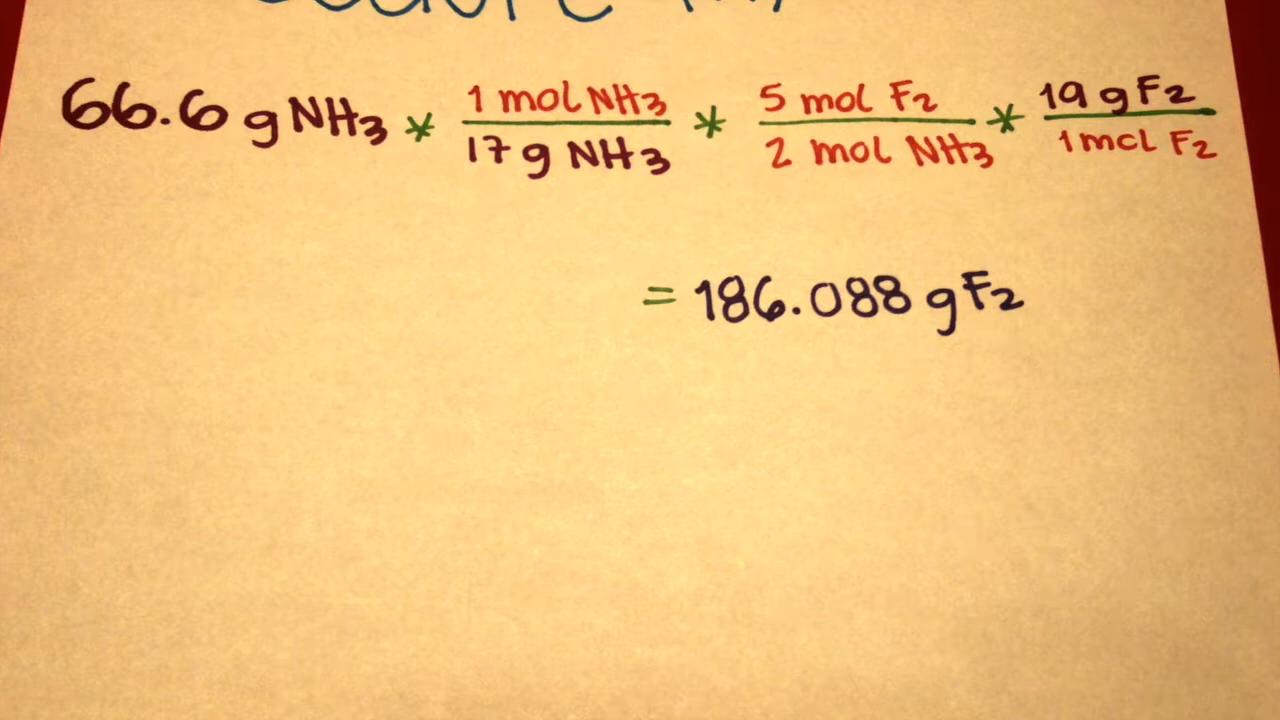 66.6 g NH3 * 1 mol NH3 / 17 g NH3 * 5 mol F2 / 2 mol NH3 * 19 g F2 / 1 mol F2
= 186.088 g F2